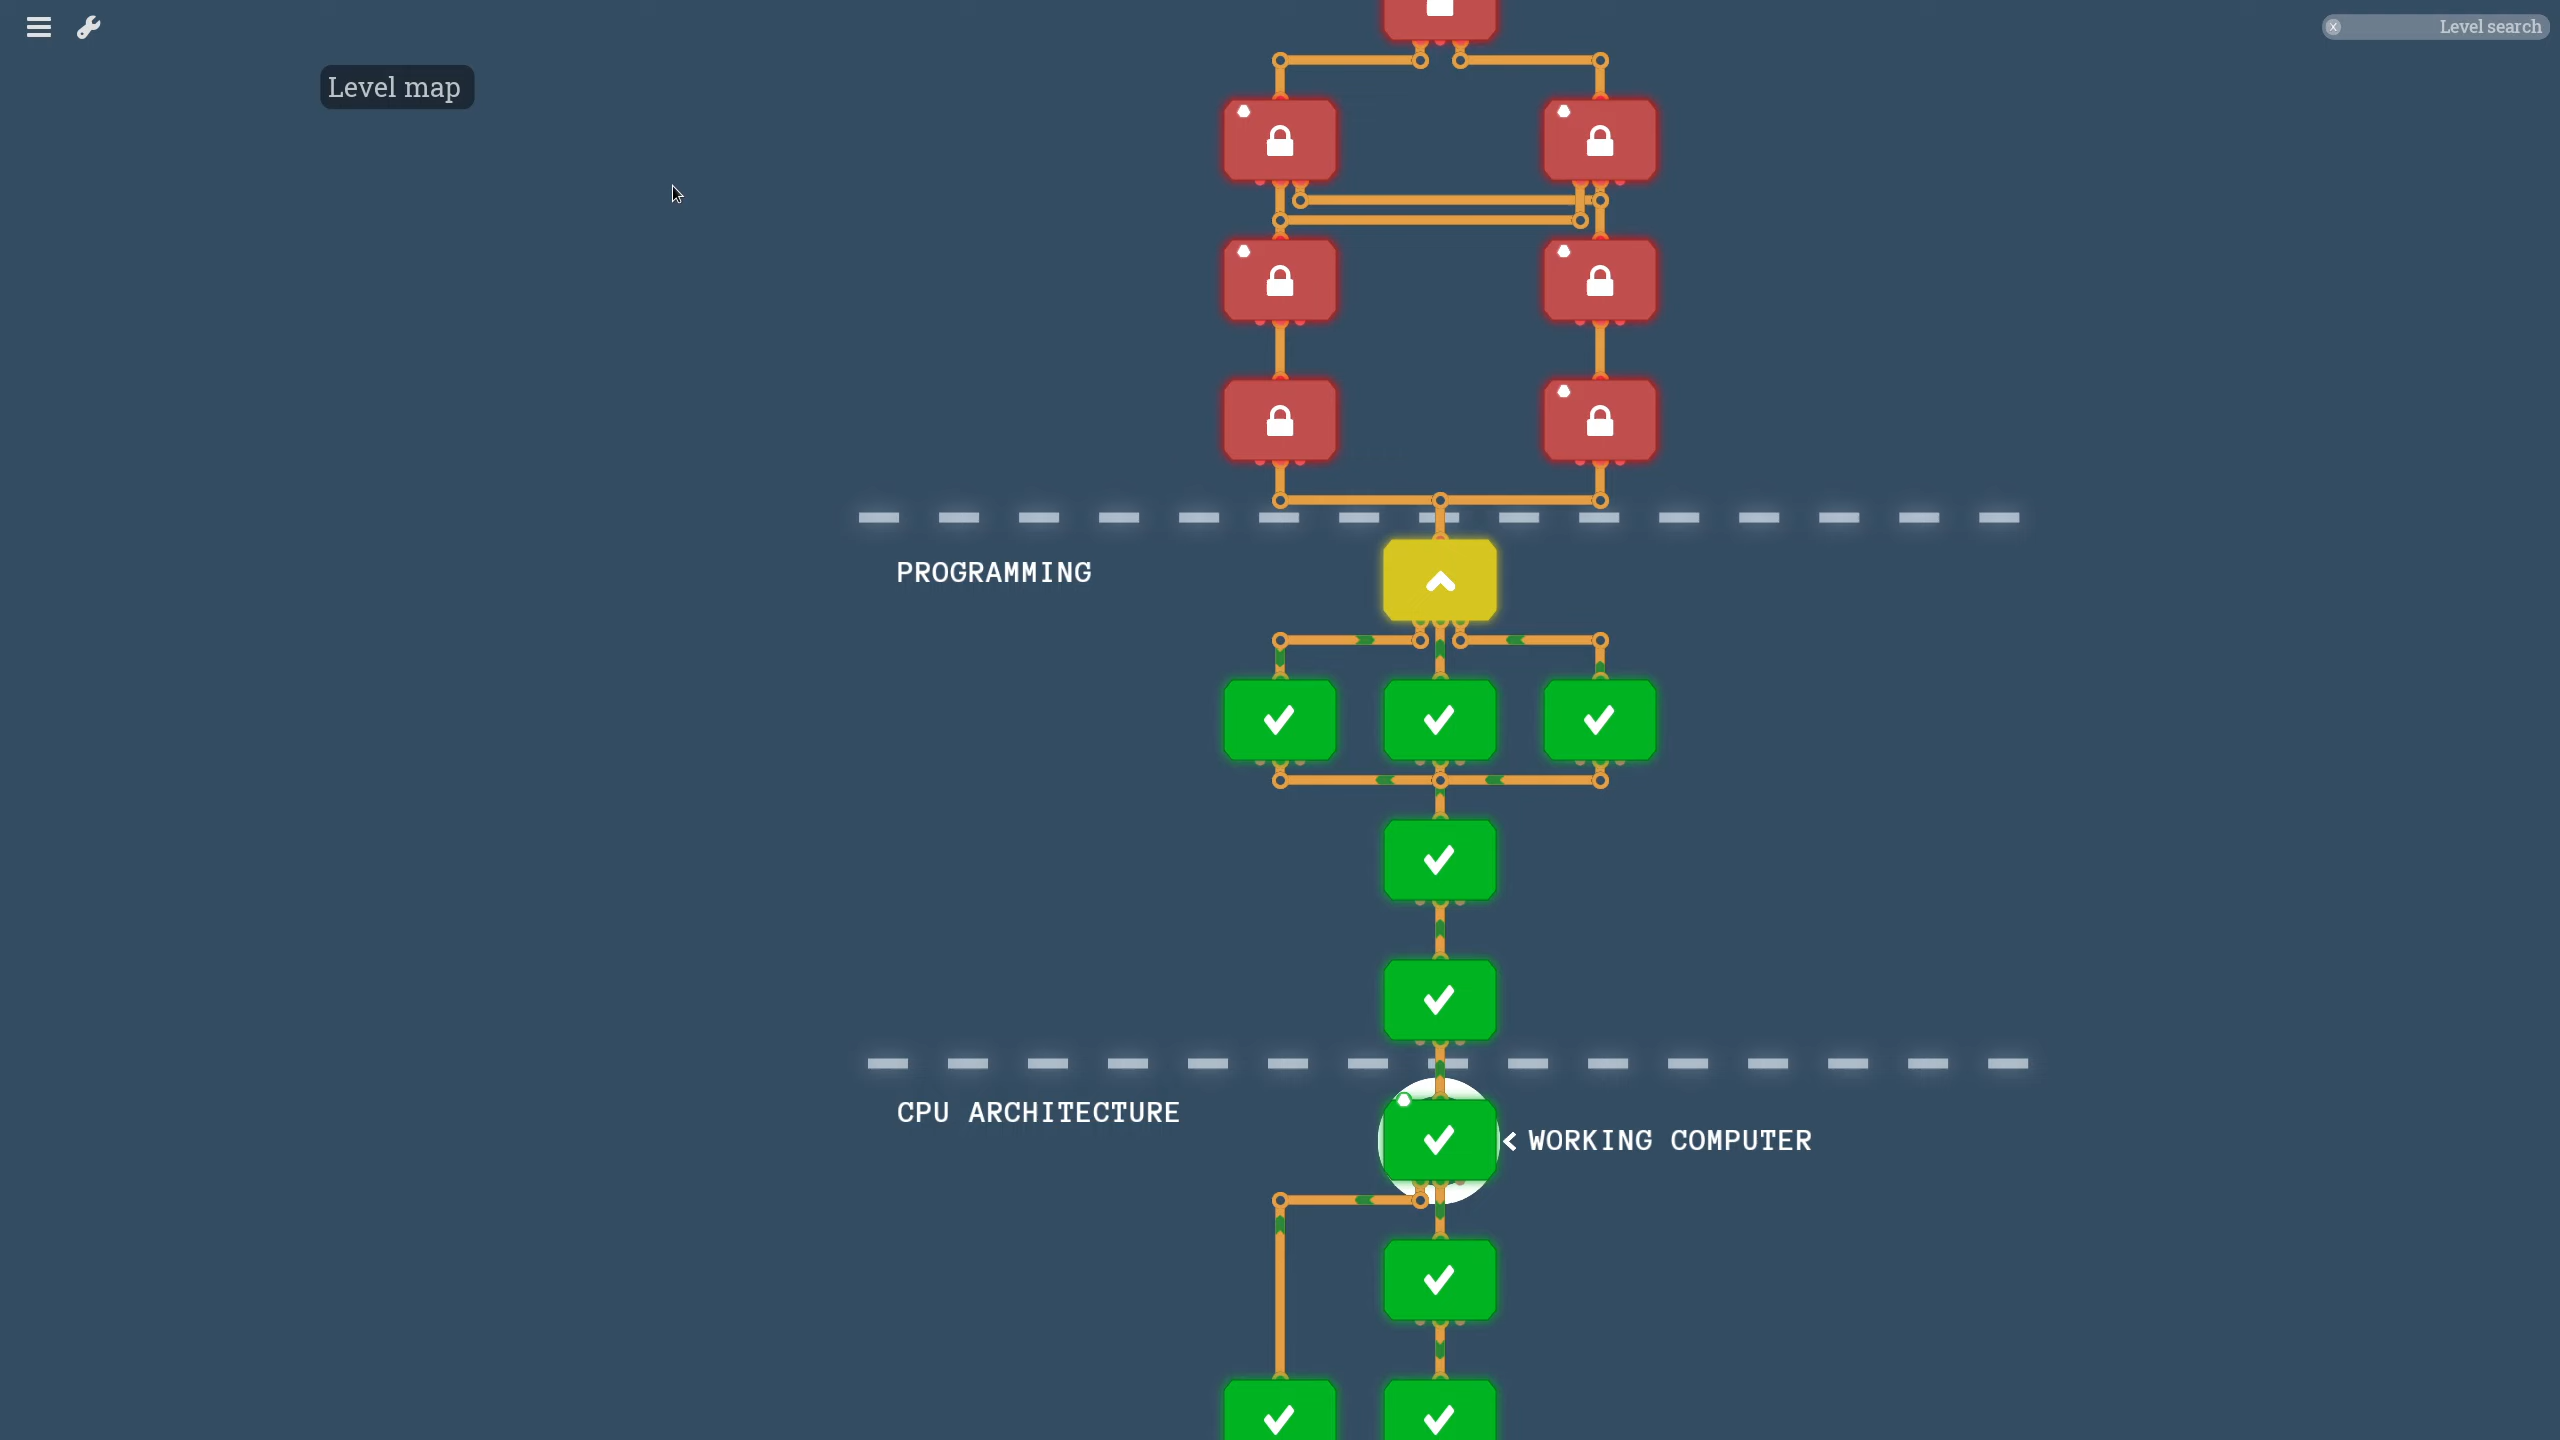 Level search
Level map
PROGRAMMING
CPU ARCHITECTURE
< WORKING COMPUTER